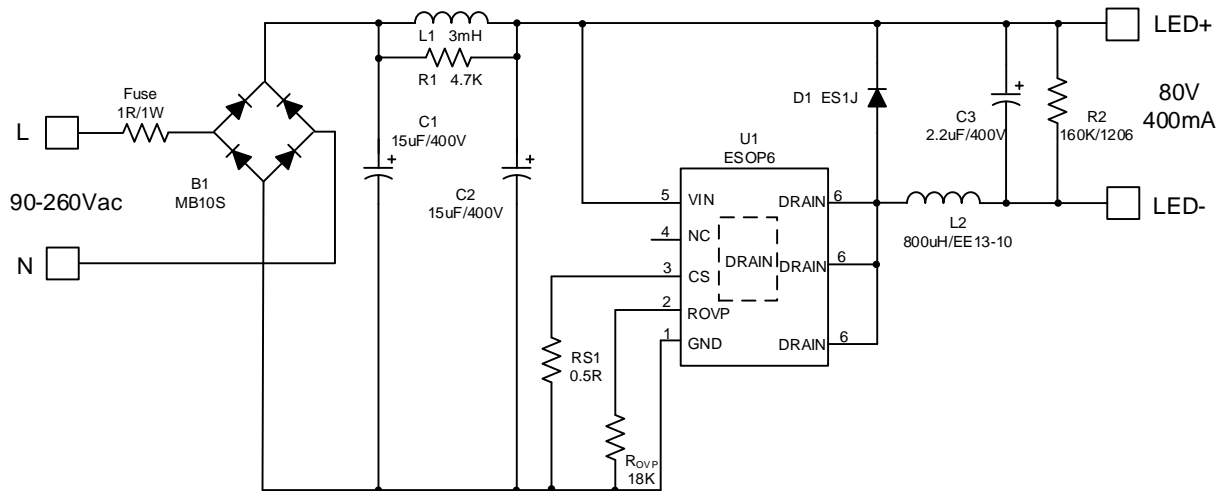 L1 3mH
R1 4.7K
LED+
Fuse
1R/1W
L
D1 ES1J
80V
400mA
C1
15uF/400V
+
C3
2.2uF/400V
+
R2
160K/1206
U1
ESOP6
B1
MB10S
90-260Vac
C2
15uF/400V
+
5
VIN
DRAIN
6
LED-
L2
800uH/EE13-10
4
NC
N
DRAIN
DRAIN
6
3
CS
2
ROVP
1
GND
DRAIN
6
RS1
0.5R
ROVP
18K